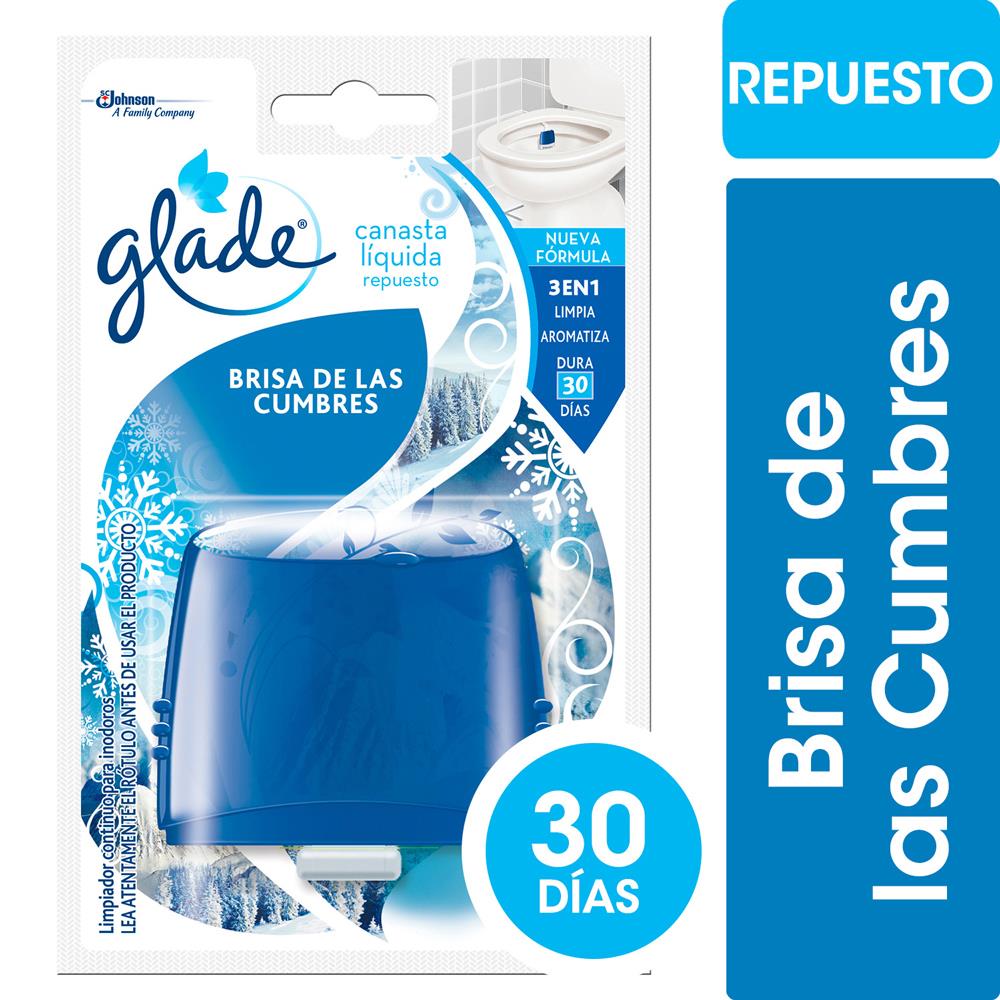 SC Johnson
A Family Company
glade®
canasta
líquida
repuesto
BRISA DE LAS
CUMBRES
NUEVA
FÓRMULA
3EN1
LIMPIA
AROMATIZA
DURA
30
DÍAS
Limpiador continuo para inodoros.
LEA ATENTAMENTE EL RÓTULO ANTES DE USAR EL PRODUCTO
30
DÍAS
REPUESTO
Brisa de
las Cumbres